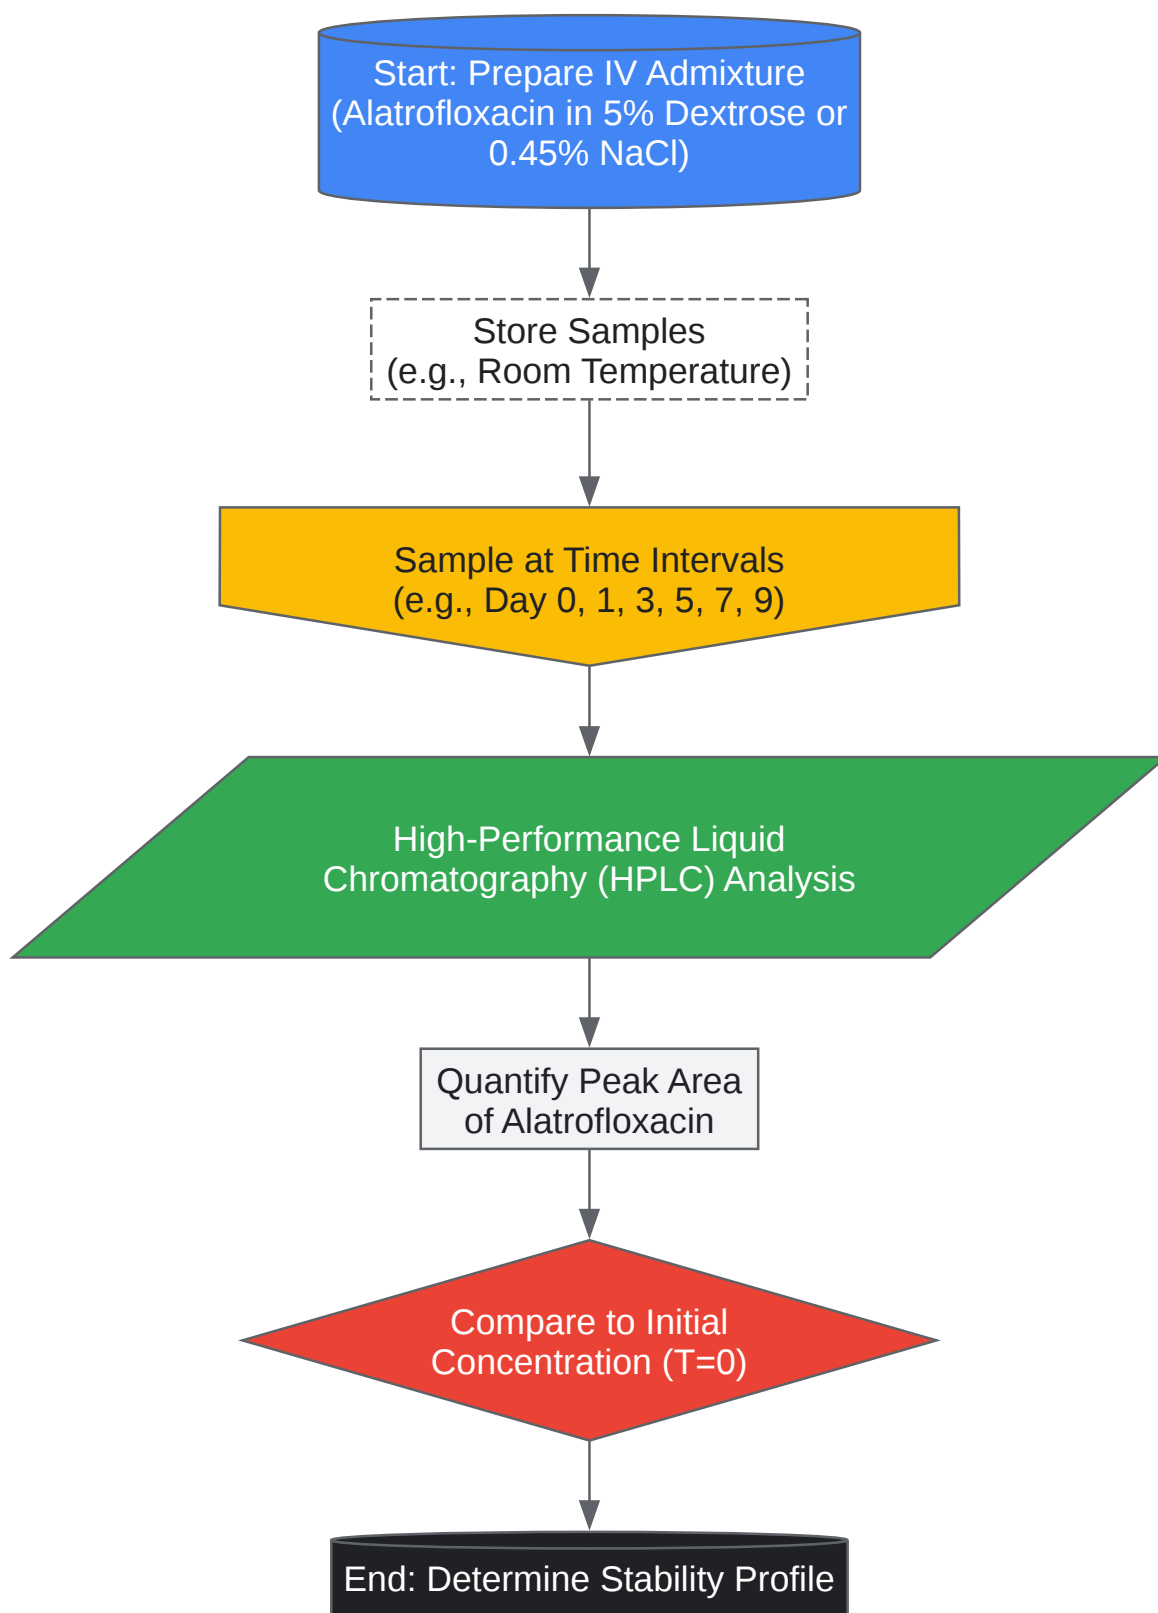 Start: Prepare IV Admixture
(Alatrofloxacin in 5% Dextrose or
0.45% NaCl)
Store Samples
(e.g., Room Temperature)
Sample at Time Intervals
(e.g., Day 0, 1, 3, 5, 7, 9)
High-Performance Liquid
Chromatography (HPLC) Analysis
Quantify Peak Area
of Alatrofloxacin
Compare to Initial
Concentration (T=0)
End: Determine Stability Profile